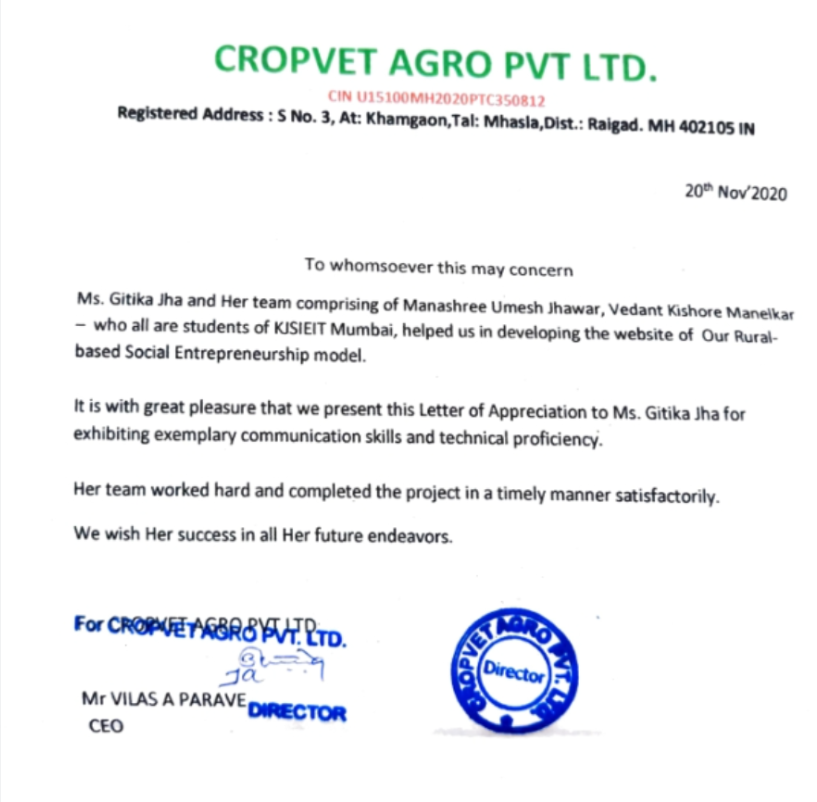 CROPVET AGRO PVT LTD.
CIN U15100MH2020PTC350812
Registered Address : S No. 3, At: Khamgaon,Tal: Mhasla,Dist.: Raigad. MH 402105 IN
20th Nov'2020
To whomsoever this may concern
Ms. Gitika Jha and Her team comprising of Manashree Umesh Jhawar, Vedant Kishore Manelkar
– who all are students of KJSIEIT Mumbai, helped us in developing the website of Our Rural-
based Social Entrepreneurship model.
It is with great pleasure that we present this Letter of Appreciation to Ms. Gitika Jha for
exhibiting exemplary communication skills and technical proficiency.
Her team worked hard and completed the project in a timely manner satisfactorily.
We wish Her success in all Her future endeavors.
For CROPVET AGRO PVT LTD
For CROPVET AGRO PVT. LTD.
Mr VILAS A PARAVE
DIRECTOR
CEO
CROPVET AGRO PVT. LTD.
Director